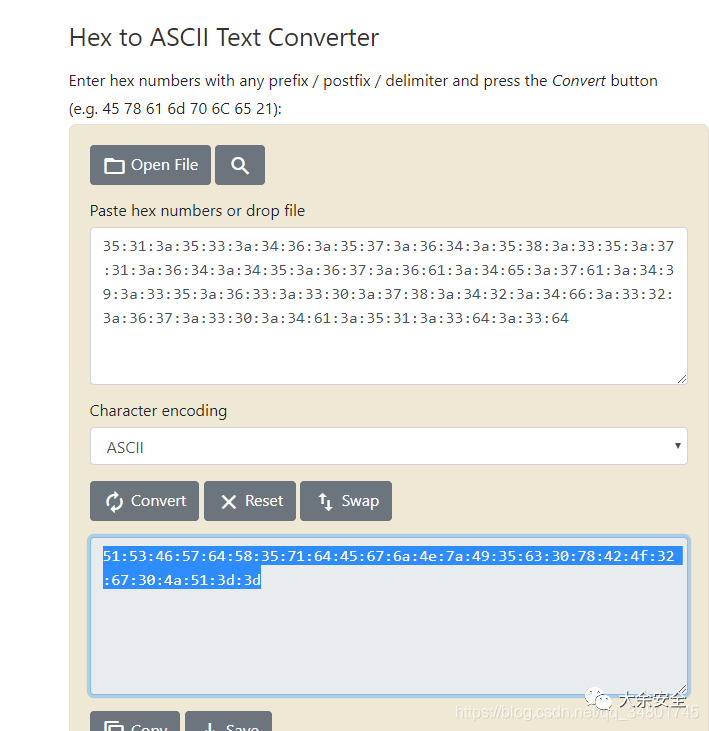 Hex to ASCII Text Converter
Enter hex numbers with any prefix / postfix / delimiter and press the Convert button
(e.g. 45 78 61 6d 70 6C 65 21):
Open File
Paste hex numbers or drop file
35:31:3a:35:33:3a:34:36:3a:35:37:3a:36:34:3a:35:38:3a:33:35:3a:37
:31:3a:36:34:3a:34:35:3a:36:37:3a:36:61:3a:34:65:3a:37:61:3a:34:3
9:3a:33:35:3a:36:33:3a:33:30:3a:37:38:3a:34:32:3a:34:66:3a:33:32:
3a:36:37:3a:33:30:3a:34:61:3a:35:31:3a:33:64:3a:33:64
Character encoding
ASCII
Convert Reset Swap
51:53:46:57:64:58:35:71:64:45:67:6a:4e:7a:49:35:63:30:78:42:4f:32
:67:30:4a:51:3d:3d
大余安全
https://blog.csdn.net/qq_34801745
Copy Save